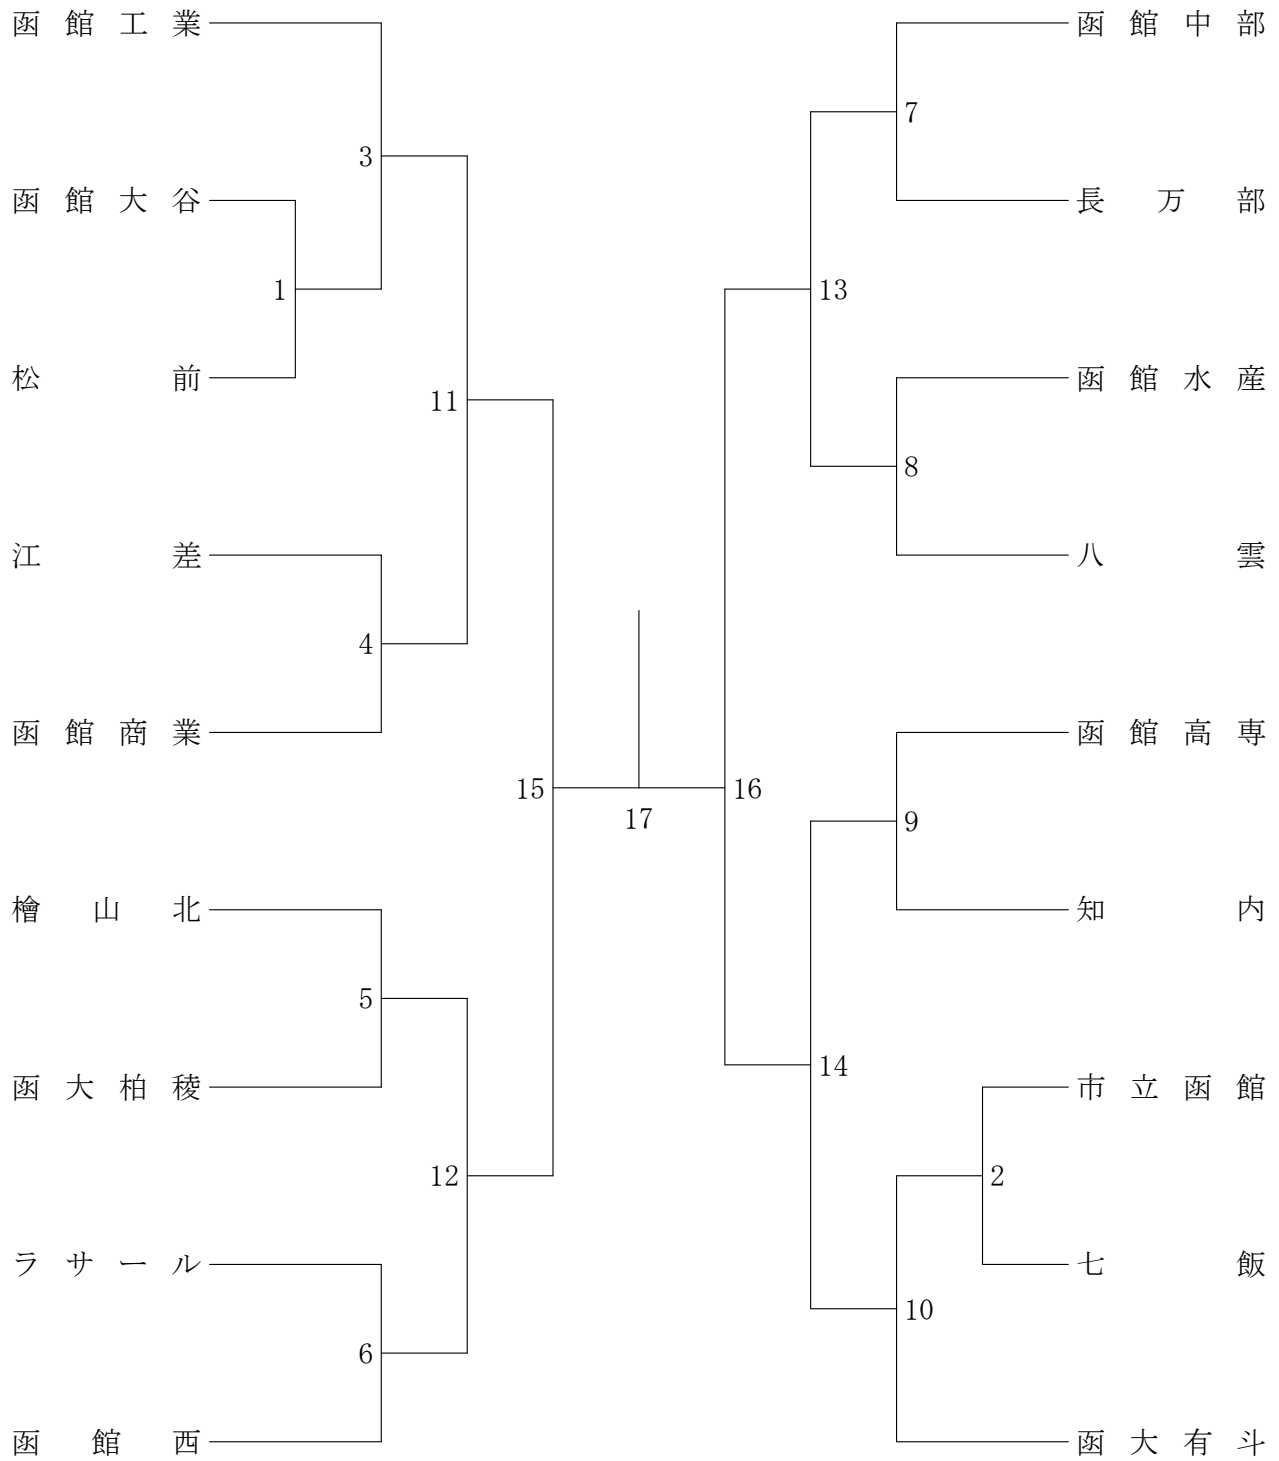 函館工業
3
函館大谷
1
松前
11
江差
4
函館商業
15
檜山北
5
函大柏稜
12
ラサール
6
函館西
17
函館中部
7
長万部
13
函館水産
8
八雲
16
函館高専
9
知内
14
市立函館
2
七飯
10
函大有斗